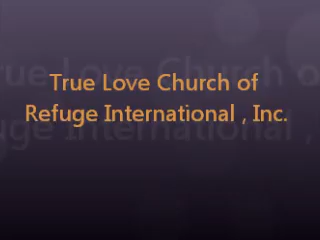 True Love Church of
Refuge International , Inc.